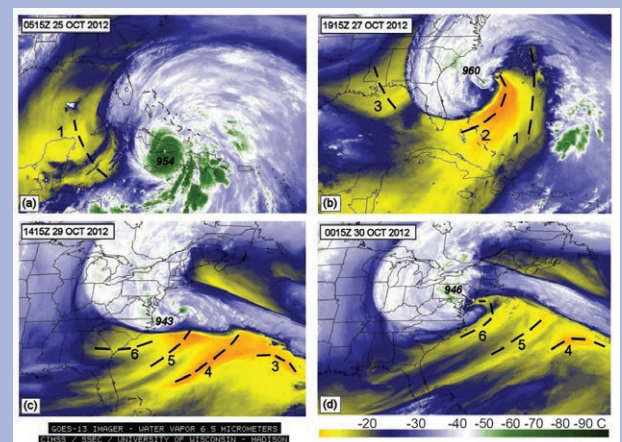 0515Z 25 OCT 2012
1
954
(a)
1915Z 27 OCT 2012
960
3
2
1
(b)
1415Z 29 OCT 2012
943
6
5
4
3
(c)
0015Z 30 OCT 2012
946
6
5
4
(d)
GOES-13 IMAGER - WATER VAPOR 6.5 MICROMETERS
CIMSS / SSEC / UNIVERSITY OF WISCONSIN - MADISON
-20 -30 -40 -50 -60 -70 -80 -90 C